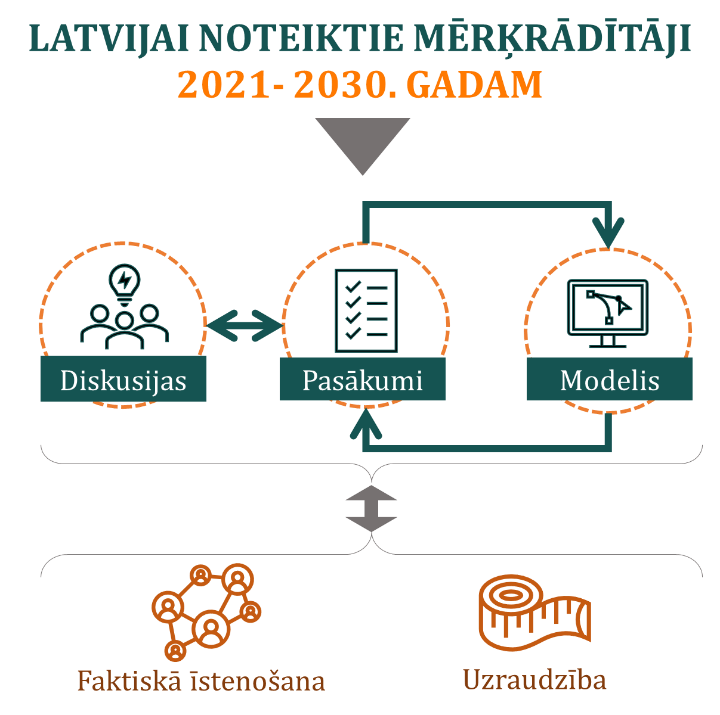 LATVIJAI NOTEIKTIE MĒRĶRĀDĪTĀJI
2021- 2030. GADAM
Diskusijas
Pasākumi
Modelis
Faktiskā īstenošana
Uzraudzība